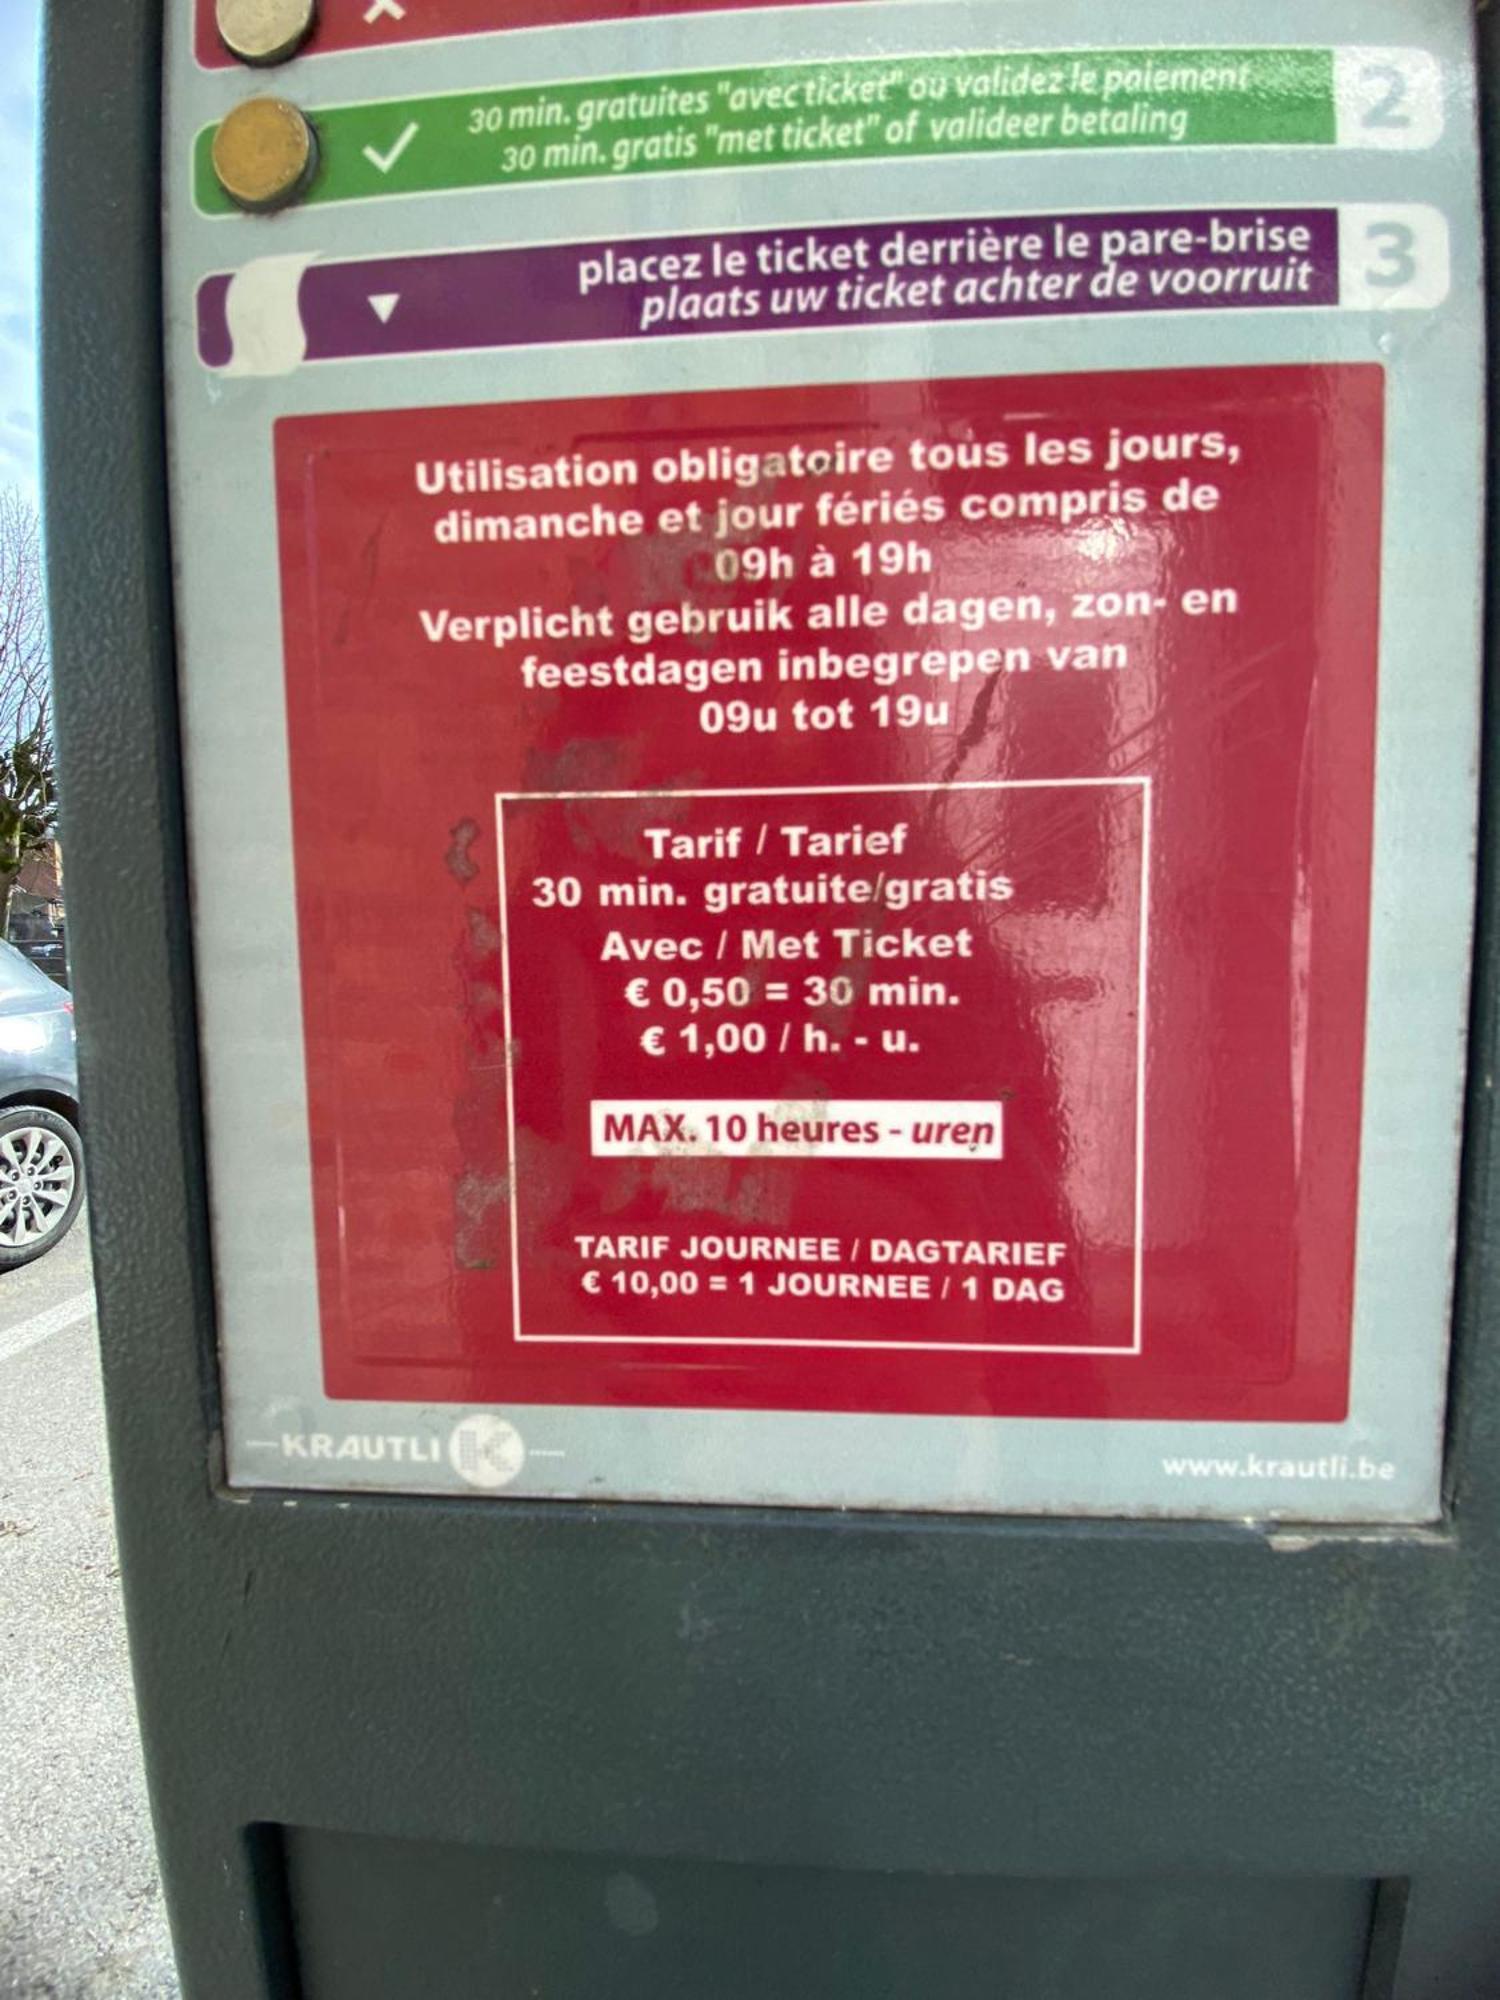 30 min. gratuites "avec ticket" ou validez le paiement
30 min. gratis "met ticket" of valideer betaling
2
placez le ticket derrière le pare-brise
plaats uw ticket achter de voorruit
3
Utilisation obligatoire tous les jours,
dimanche et jour fériés compris de
09h à 19h
Verplicht gebruik alle dagen, zon- en
feestdagen inbegrepen van
09u tot 19u
Tarif / Tarief
30 min. gratuite/gratis
Avec / Met Ticket
€ 0,50 = 30 min.
€ 1,00 / h. - u.
MAX. 10 heures - uren
TARIF JOURNEE / DAGTARIEF
€ 10,00 = 1 JOURNEE / 1 DAG
KRAUTLI K
www.krautli.be